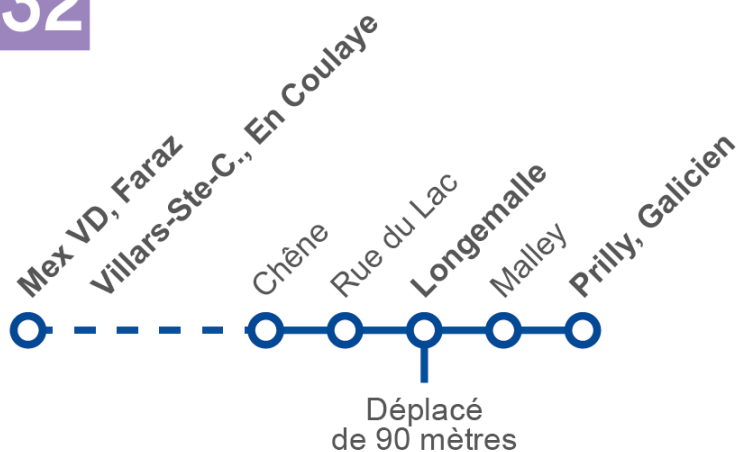 32
Mex VD, Faraz
Villars-Ste-C., En Coulaye
Chêne
Rue du Lac
Longemalle
Malley
Prilly, Galicien
Déplacé
de 90 mètres